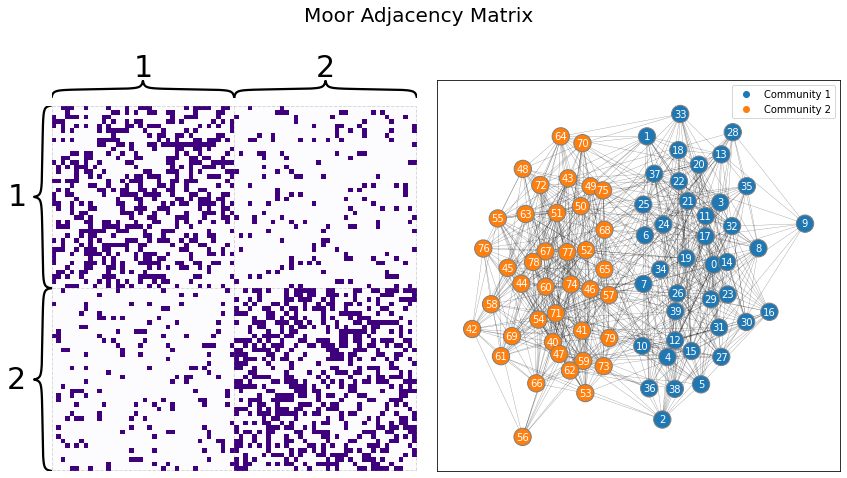 Moor Adjacency Matrix
1 2
1
2
Community 1
Community 2
33
64 1 28
70
18 13
20
48 37
43 22
72 49 35
75
21 3
50 25
63 51 11
55 9
24 32
68 6 17
76 67 77 52 8
78 19 0 14
45 65 34
44 60 74 46 7
57 26 29 23
58 39 16
54 71 30
42 41 31
69 79 12
40 10 15
61 47 4 27
59
62 73
66 5
53 36 38
2
56